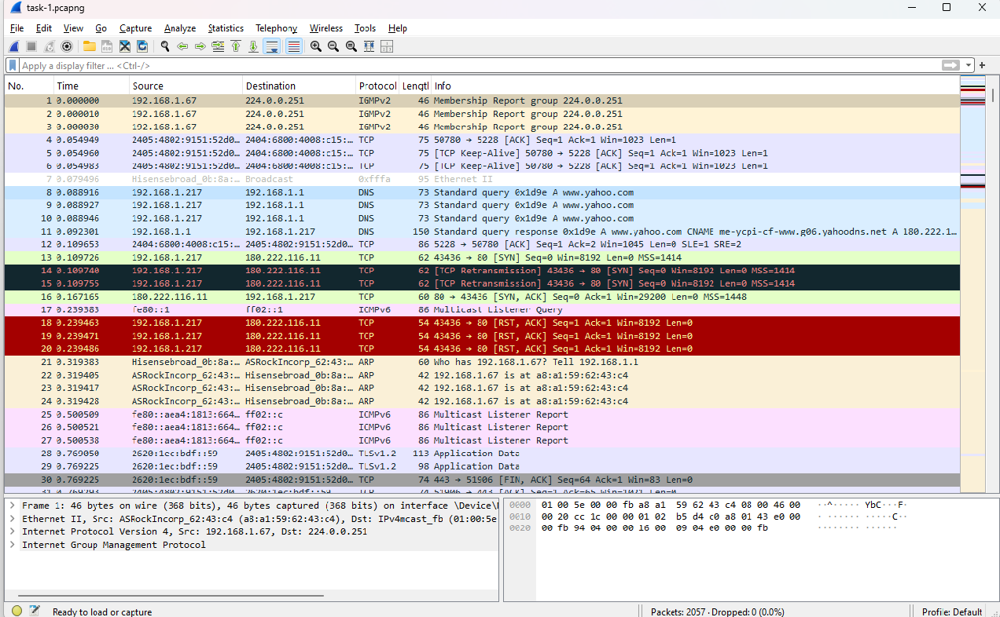 task-1.pcapng
File Edit View Go Capture Analyze Statistics Telephony Wireless Tools Help
Apply a display filter ... <Ctrl-/>
No. Time Source Destination Protocol Lengtl Info
1 0.000000 192.168.1.67 224.0.0.251 IGMPv2 46 Membership Report group 224.0.0.251
2 0.000010 192.168.1.67 224.0.0.251 IGMPv2 46 Membership Report group 224.0.0.251
3 0.000030 192.168.1.67 224.0.0.251 IGMPv2 46 Membership Report group 224.0.0.251
4 0.054949 2405:4802:9151:52d0… 2404:6800:4008:c15:… TCP 75 50780 → 5228 [ACK] Seq=1 Ack=1 Win=1023 Len=1
5 0.054960 2405:4802:9151:52d0… 2404:6800:4008:c15:… TCP 75 [TCP Keep-Alive] 50780 → 5228 [ACK] Seq=1 Ack=1 Win=1023 Len=1
6 0.054983 2405:4802:9151:52d0… 2404:6800:4008:c15:… TCP 75 [TCP Keep-Alive] 50780 → 5228 [ACK] Seq=1 Ack=1 Win=1023 Len=1
7 0.079496 Hisensebroad_0b:8a:… Broadcast 0xfffa 95 Ethernet II
8 0.088916 192.168.1.217 192.168.1.1 DNS 73 Standard query 0x1d9e A www.yahoo.com
9 0.088927 192.168.1.217 192.168.1.1 DNS 73 Standard query 0x1d9e A www.yahoo.com
10 0.088946 192.168.1.217 192.168.1.1 DNS 73 Standard query 0x1d9e A www.yahoo.com
11 0.092301 192.168.1.1 192.168.1.217 DNS 150 Standard query response 0x1d9e A www.yahoo.com CNAME me-ycpi-cf-www.g06.yahoodns.net A 180.222.1…
12 0.109653 2404:6800:4008:c15:… 2405:4802:9151:52d0… TCP 86 5228 → 50780 [ACK] Seq=1 Ack=2 Win=1045 Len=0 SLE=1 SRE=2
13 0.109726 192.168.1.217 180.222.116.11 TCP 62 43436 → 80 [SYN] Seq=0 Win=8192 Len=0 MSS=1414
14 0.109740 192.168.1.217 180.222.116.11 TCP 62 [TCP Retransmission] 43436 → 80 [SYN] Seq=0 Win=8192 Len=0 MSS=1414
15 0.109755 192.168.1.217 180.222.116.11 TCP 62 [TCP Retransmission] 43436 → 80 [SYN] Seq=0 Win=8192 Len=0 MSS=1414
16 0.167165 180.222.116.11 192.168.1.217 TCP 60 80 → 43436 [SYN, ACK] Seq=0 Ack=1 Win=29200 Len=0 MSS=1448
17 0.239383 fe80::1 ff02::1 ICMPv6 86 Multicast Listener Query
18 0.239463 192.168.1.217 180.222.116.11 TCP 54 43436 → 80 [RST, ACK] Seq=1 Ack=1 Win=8192 Len=0
19 0.239471 192.168.1.217 180.222.116.11 TCP 54 43436 → 80 [RST, ACK] Seq=1 Ack=1 Win=8192 Len=0
20 0.239486 192.168.1.217 180.222.116.11 TCP 54 43436 → 80 [RST, ACK] Seq=1 Ack=1 Win=8192 Len=0
21 0.319383 Hisensebroad_0b:8a:… ASRockIncorp_62:43:… ARP 60 Who has 192.168.1.67? Tell 192.168.1.1
22 0.319405 ASRockIncorp_62:43:… Hisensebroad_0b:8a:… ARP 42 192.168.1.67 is at a8:a1:59:62:43:c4
23 0.319417 ASRockIncorp_62:43:… Hisensebroad_0b:8a:… ARP 42 192.168.1.67 is at a8:a1:59:62:43:c4
24 0.319428 ASRockIncorp_62:43:… Hisensebroad_0b:8a:… ARP 42 192.168.1.67 is at a8:a1:59:62:43:c4
25 0.500509 fe80::aea4:1813:664… ff02::c ICMPv6 86 Multicast Listener Report
26 0.500521 fe80::aea4:1813:664… ff02::c ICMPv6 86 Multicast Listener Report
27 0.500538 fe80::aea4:1813:664… ff02::c ICMPv6 86 Multicast Listener Report
28 0.769050 2620:1ec:bdf::59 2405:4802:9151:52d0… TLSv1.2 113 Application Data
29 0.769225 2620:1ec:bdf::59 2405:4802:9151:52d0… TLSv1.2 98 Application Data
30 0.769225 2620:1ec:bdf::59 2405:4802:9151:52d0… TCP 74 443 → 51906 [FIN, ACK] Seq=64 Ack=1 Win=83 Len=0
Frame 1: 46 bytes on wire (368 bits), 46 bytes captured (368 bits) on interface \Device\
Ethernet II, Src: ASRockIncorp_62:43:c4 (a8:a1:59:62:43:c4), Dst: IPv4mcast_fb (01:00:5e
Internet Protocol Version 4, Src: 192.168.1.67, Dst: 224.0.0.251
Internet Group Management Protocol
0000 01 00 5e 00 00 fb a8 a1 59 62 43 c4 08 00 46 00 ··^····· YbC···F·
0010 00 20 cc 1c 00 00 01 02 b5 d4 c0 a8 01 43 e0 00 · ······ ·····C··
0020 00 fb 94 04 00 00 16 00 09 04 e0 00 00 fb ········ ······
Ready to load or capture
Packets: 2057 · Dropped: 0 (0.0%)
Profile: Default